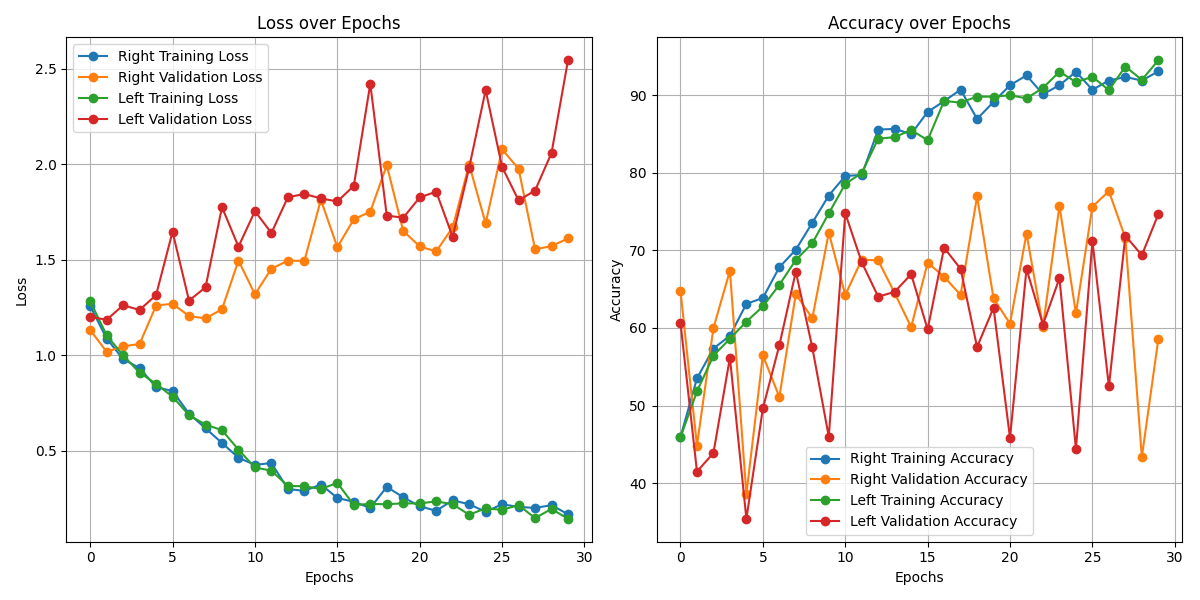 Loss over Epochs
Right Training Loss
Right Validation Loss
Left Training Loss
Left Validation Loss
2.5
2.0
1.5
1.0
0.5
Loss
0 5 10 15 20 25 30
Epochs
Accuracy over Epochs
90
80
70
60
50
40
Accuracy
Right Training Accuracy
Right Validation Accuracy
Left Training Accuracy
Left Validation Accuracy
0 5 10 15 20 25 30
Epochs